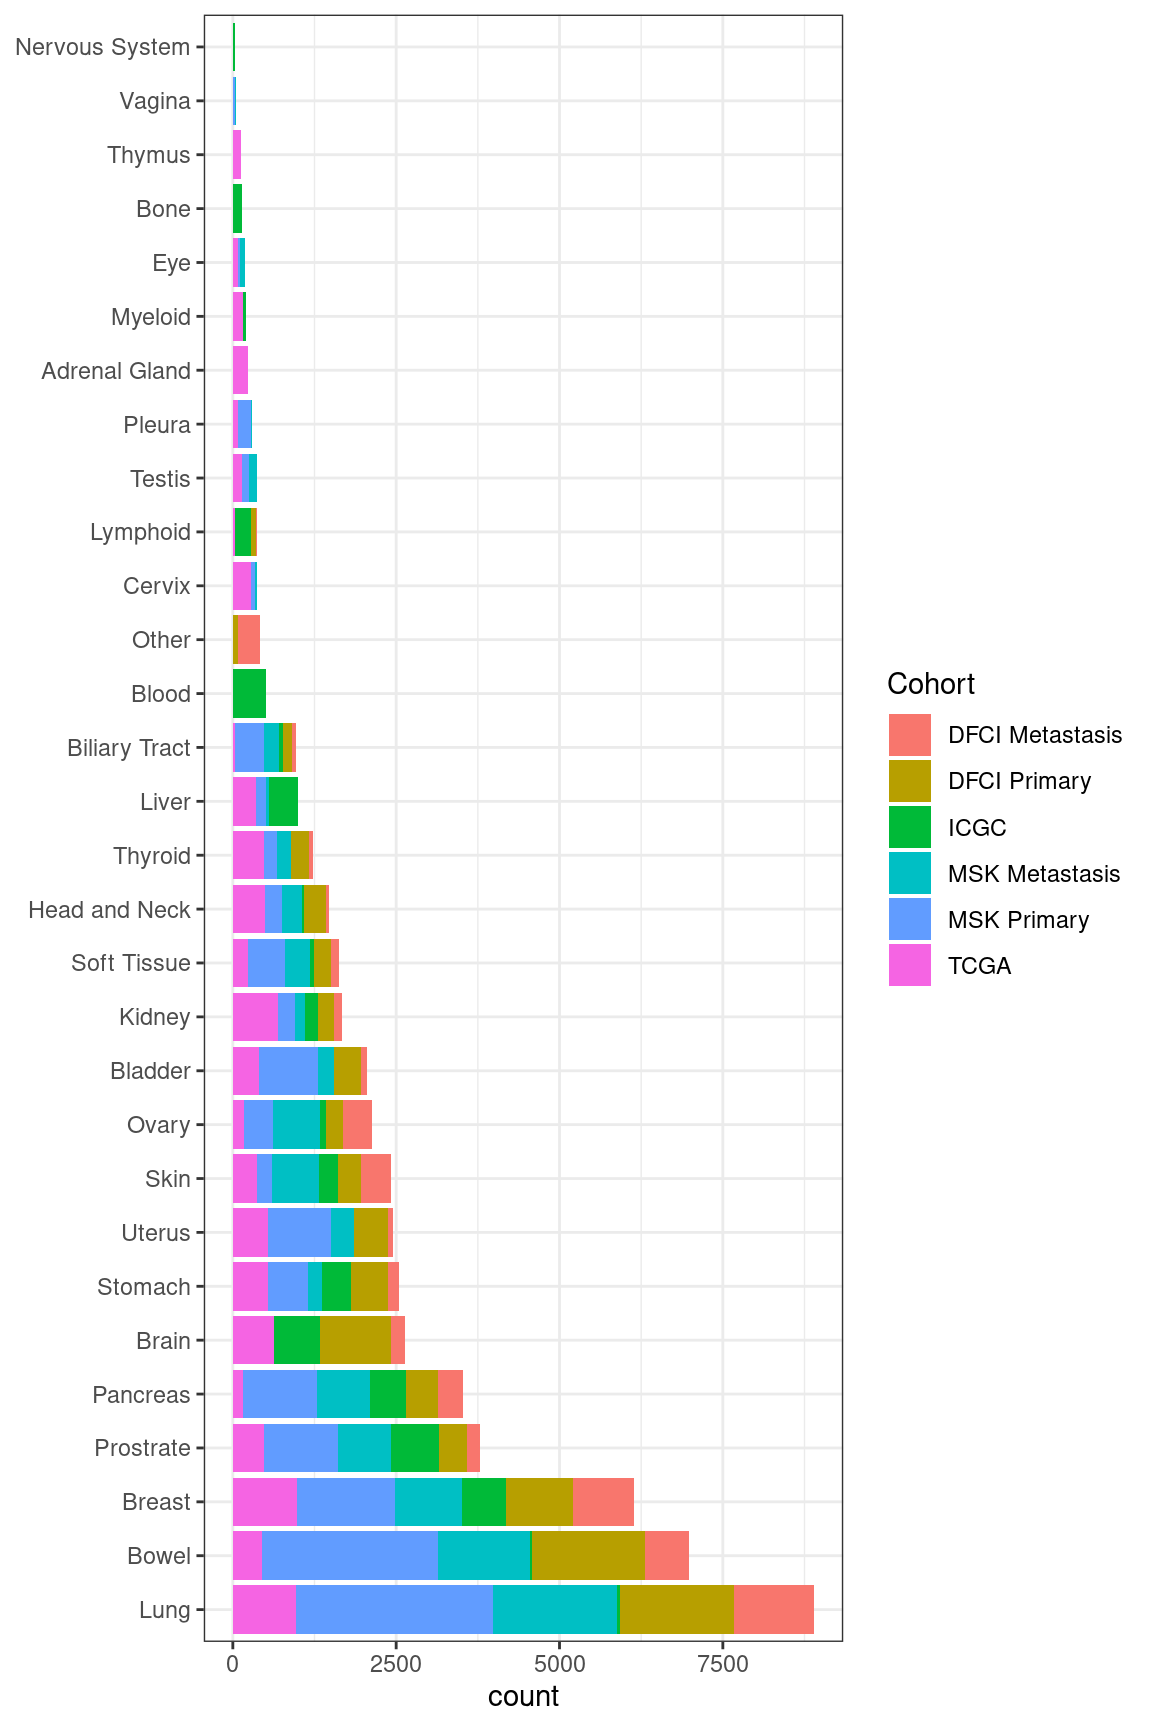 Nervous System
Vagina
Thymus
Bone
Eye
Myeloid
Adrenal Gland
Pleura
Testis
Lymphoid
Cervix
Other
Blood
Biliary Tract
Liver
Thyroid
Head and Neck
Soft Tissue
Kidney
Bladder
Ovary
Skin
Uterus
Stomach
Brain
Pancreas
Prostrate
Breast
Bowel
Lung
0 2500 5000 7500
count
Cohort
DFCI Metastasis
DFCI Primary
ICGC
MSK Metastasis
MSK Primary
TCGA